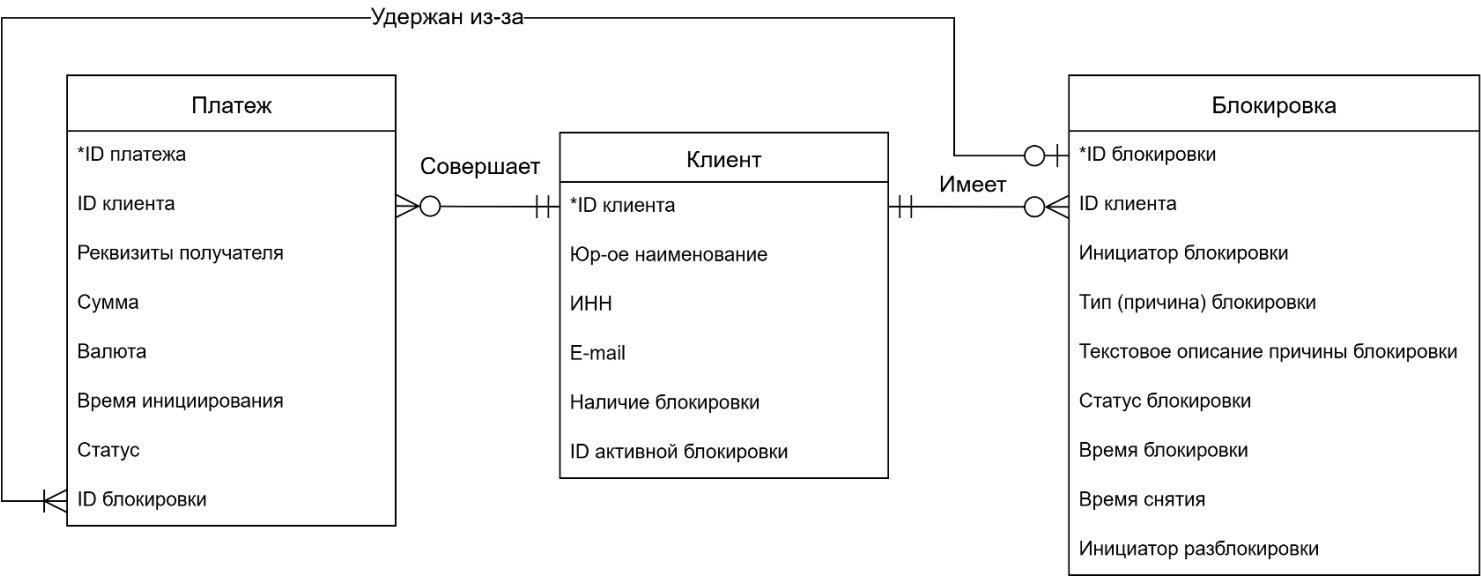 Удержан из-за
Платеж
*ID платежа
ID клиента
Реквизиты получателя
Сумма
Валюта
Время инициирования
Статус
ID блокировки
Совершает
Клиент
*ID клиента
Юр-ое наименование
ИНН
E-mail
Наличие блокировки
ID активной блокировки
Имеет
Блокировка
*ID блокировки
ID клиента
Инициатор блокировки
Тип (причина) блокировки
Текстовое описание причины блокировки
Статус блокировки
Время блокировки
Время снятия
Инициатор разблокировки